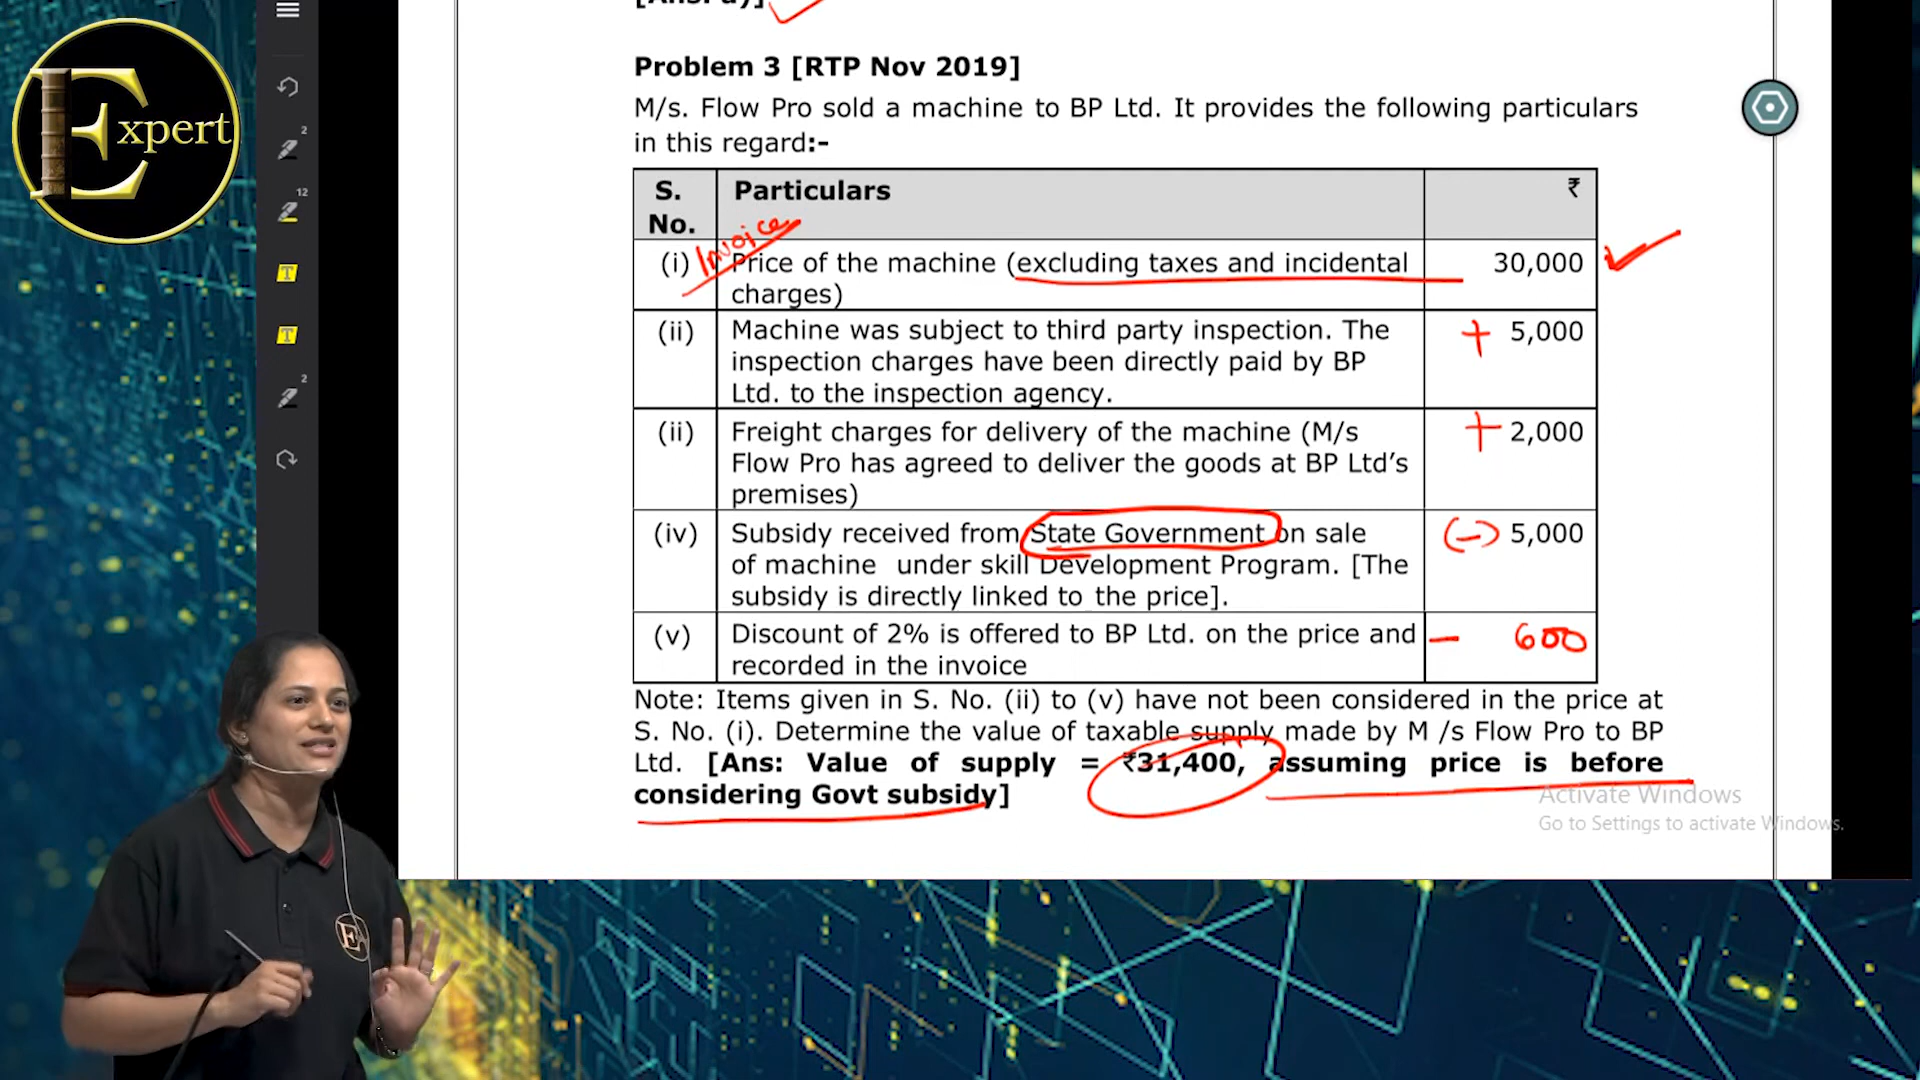 [Ans. a)]
Expert
Problem 3 [RTP Nov 2019]
M/s. Flow Pro sold a machine to BP Ltd. It provides the following particulars
in this regard:-
S. No.
Particulars
₹
Invoice
(i)
Price of the machine (excluding taxes and incidental
charges)
30,000
(ii)
Machine was subject to third party inspection. The
inspection charges have been directly paid by BP
Ltd. to the inspection agency.
+ 5,000
(ii)
Freight charges for delivery of the machine (M/s
Flow Pro has agreed to deliver the goods at BP Ltd’s
premises)
+ 2,000
(iv)
Subsidy received from State Government on sale
of machine under skill Development Program. [The
subsidy is directly linked to the price].
(-) 5,000
(v)
Discount of 2% is offered to BP Ltd. on the price and
recorded in the invoice
- 600
Note: Items given in S. No. (ii) to (v) have not been considered in the price at
S. No. (i). Determine the value of taxable supply made by M /s Flow Pro to BP
Ltd. [Ans: Value of supply = ₹31,400, assuming price is before
considering Govt subsidy]
Activate Windows
Go to Settings to activate Windows.
2
12
T
T
2
E